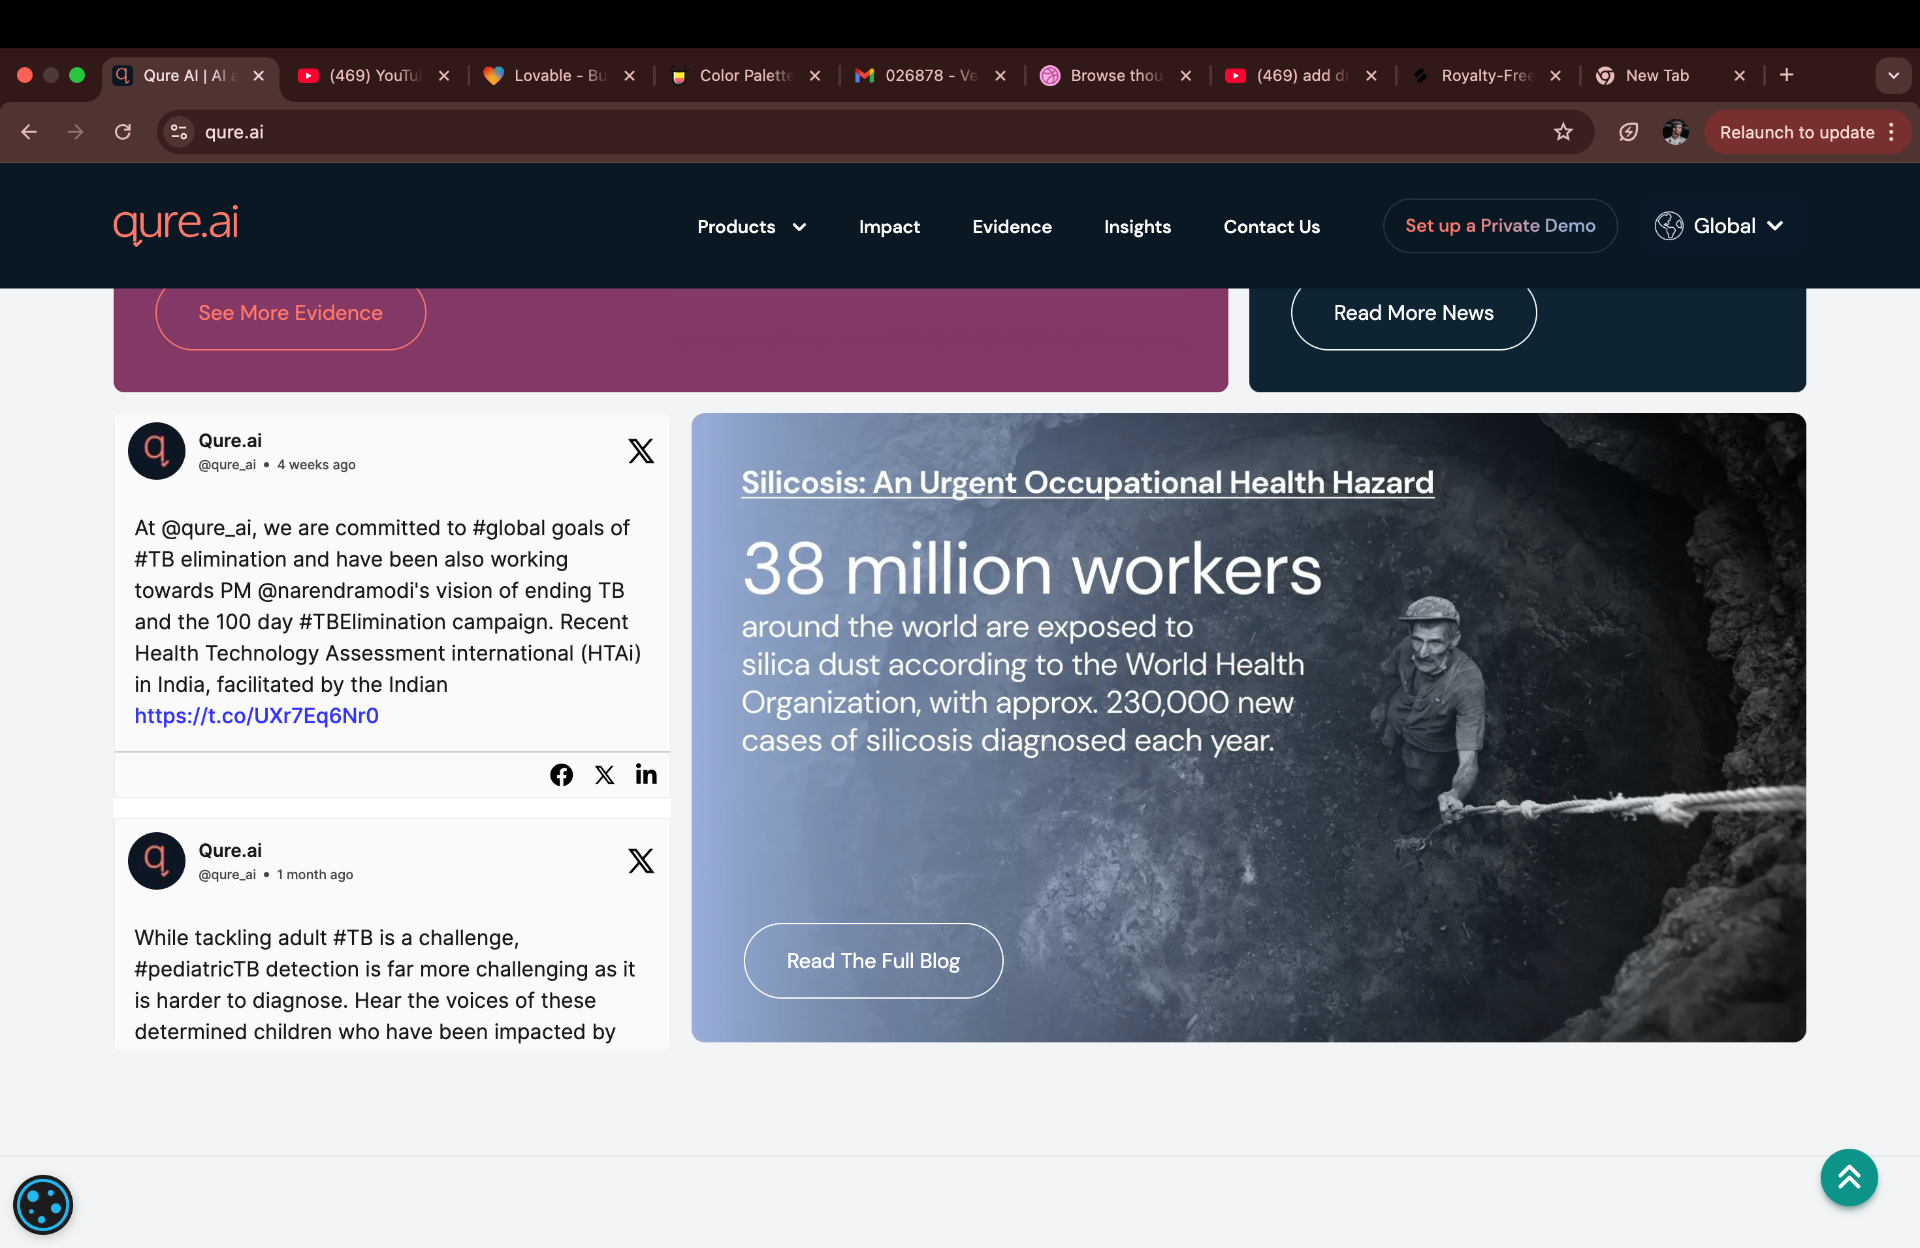 Qure AI | AI a
(469) YouTu
Lovable - Bu
Color Palette
026878 - Ve
Browse thou
(469) add dr
Royalty-Free
New Tab
qure.ai
Relaunch to update
qure.ai
Products
Impact
Evidence
Insights
Contact Us
Set up a Private Demo
Global
See More Evidence
Read More News
Qure.ai
@qure_ai • 4 weeks ago
At @qure_ai, we are committed to #global goals of
#TB elimination and have been also working
towards PM @narendramodi's vision of ending TB
and the 100 day #TBElimination campaign. Recent
Health Technology Assessment international (HTAi)
in India, facilitated by the Indian
https://t.co/UXr7Eq6Nr0
Qure.ai
@qure_ai • 1 month ago
While tackling adult #TB is a challenge,
#pediatricTB detection is far more challenging as it
is harder to diagnose. Hear the voices of these
determined children who have been impacted by
Silicosis: An Urgent Occupational Health Hazard
38 million workers
around the world are exposed to
silica dust according to the World Health
Organization, with approx. 230,000 new
cases of silicosis diagnosed each year.
Read The Full Blog